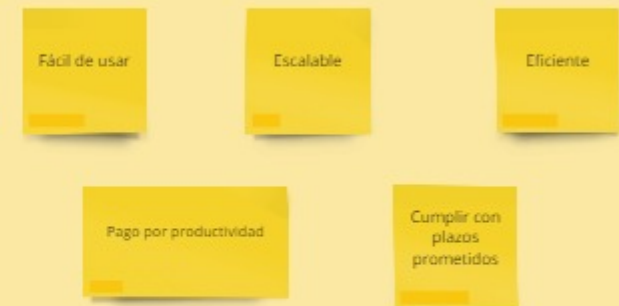 Fácil de usar
Escalable
Eficiente
Pago por productividad
Cumplir con
plazos
prometidos